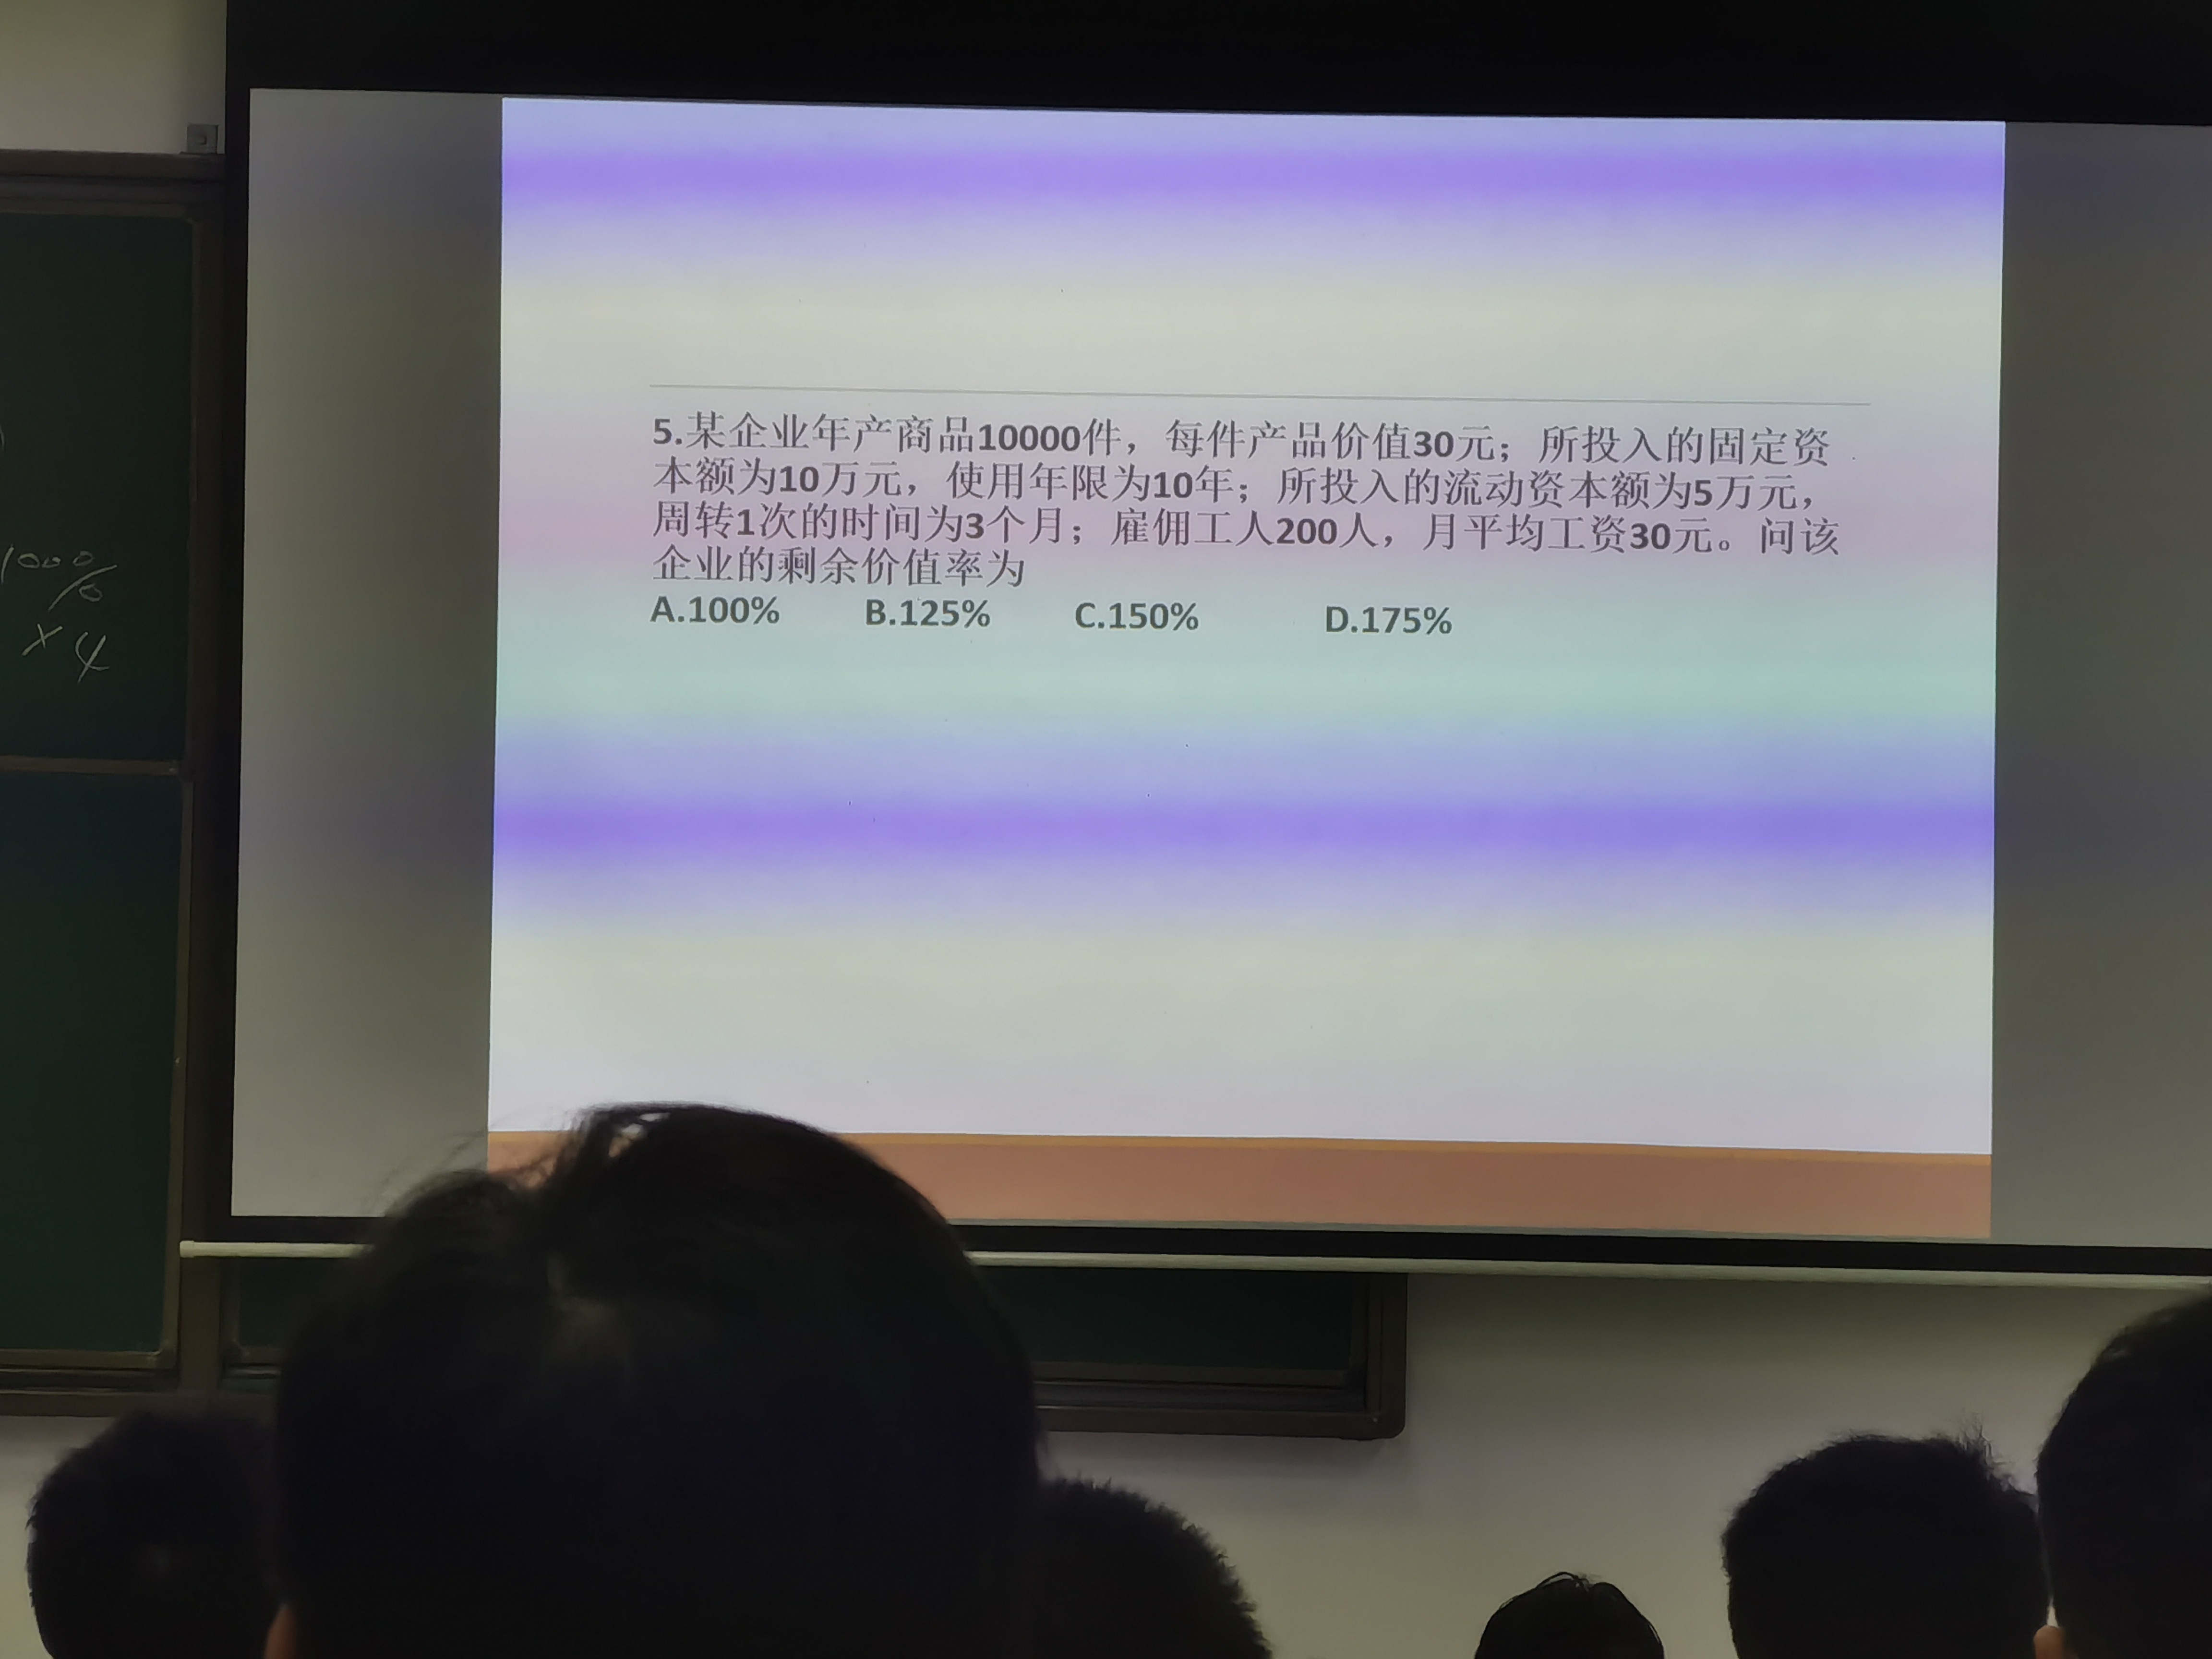 5.某企业年产商品10000件，每件产品价值30元；所投入的固定资
本额为10万元，使用年限为10年；所投入的流动资本额为5万元，
周转1次的时间为3个月；雇佣工人200人，月平均工资30元。问该
企业的剩余价值率为
A.100% B.125% C.150% D.175%
× 4